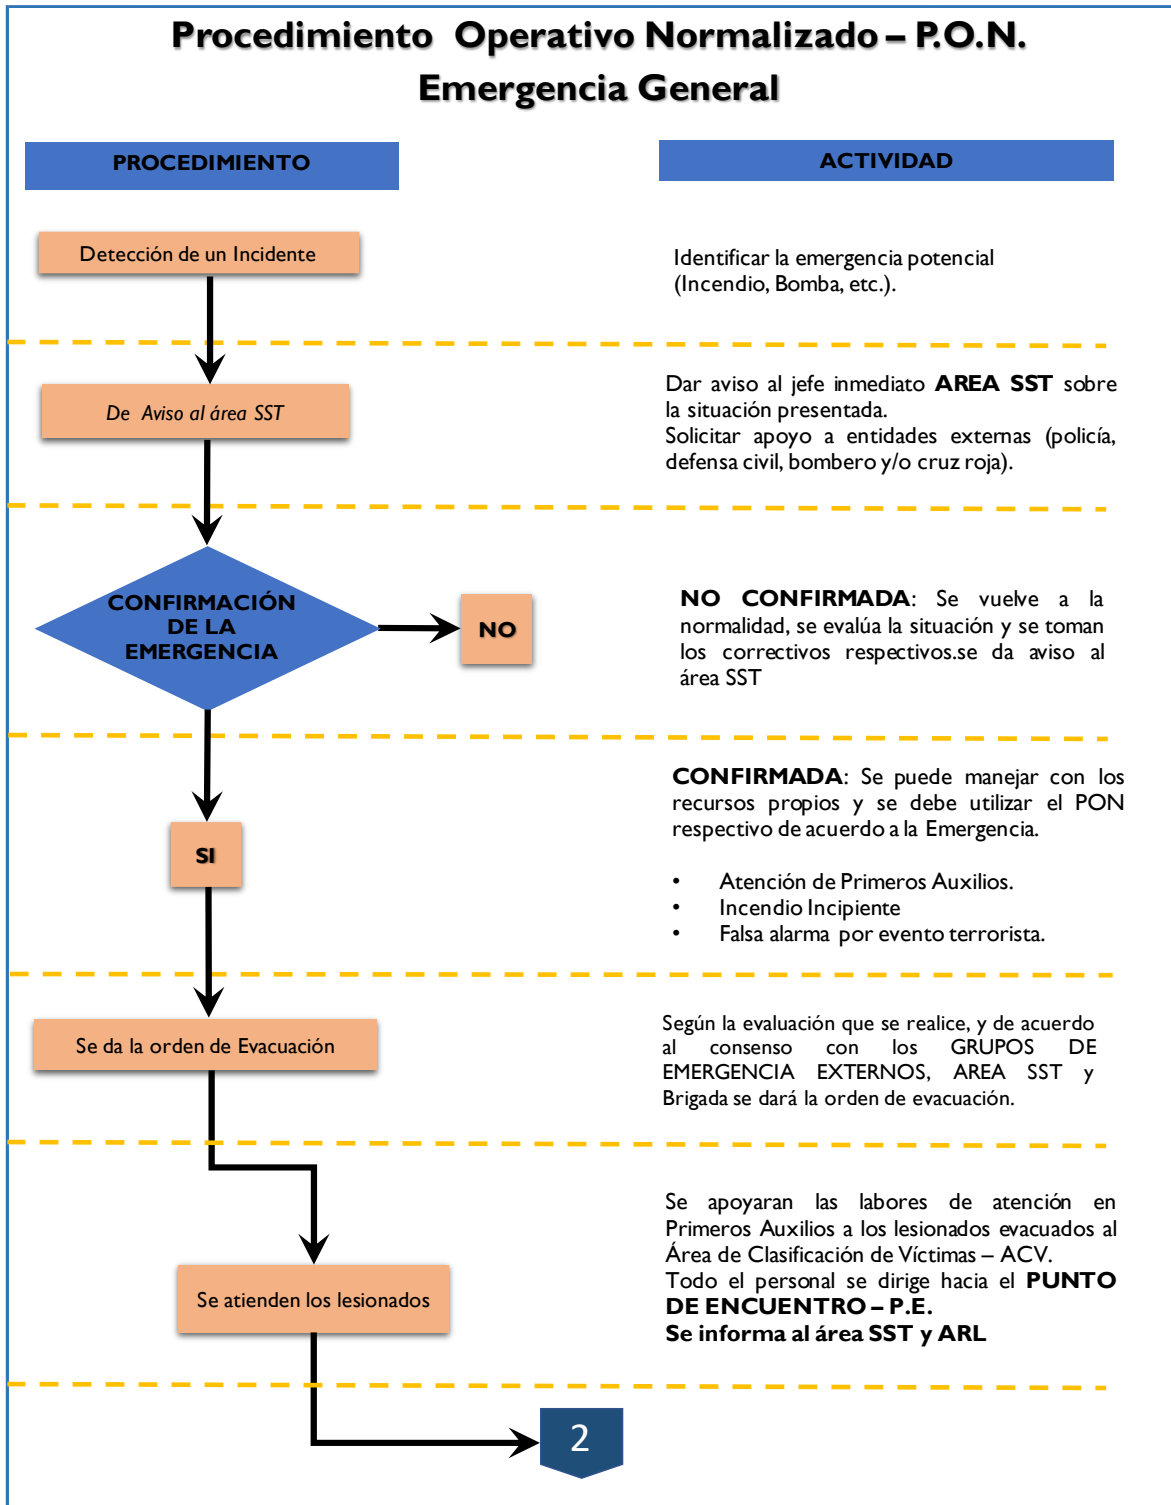 Procedimiento Operativo Normalizado – P.O.N.
Emergencia General
PROCEDIMIENTO
ACTIVIDAD
Detección de un Incidente
Identificar la emergencia potencial
(Incendio, Bomba, etc.).
De Aviso al área SST
Dar aviso al jefe inmediato AREA SST sobre
la situación presentada.
Solicitar apoyo a entidades externas (policía,
defensa civil, bombero y/o cruz roja).
CONFIRMACIÓN
DE LA
EMERGENCIA
NO
NO CONFIRMADA: Se vuelve a la
normalidad, se evalúa la situación y se toman
los correctivos respectivos.se da aviso al
área SST
SI
CONFIRMADA: Se puede manejar con los
recursos propios y se debe utilizar el PON
respectivo de acuerdo a la Emergencia.
• Atención de Primeros Auxilios.
• Incendio Incipiente
• Falsa alarma por evento terrorista.
Se da la orden de Evacuación
Según la evaluación que se realice, y de acuerdo
al consenso con los GRUPOS DE
EMERGENCIA EXTERNOS, AREA SST y
Brigada se dará la orden de evacuación.
Se atienden los lesionados
Se apoyaran las labores de atención en
Primeros Auxilios a los lesionados evacuados al
Área de Clasificación de Víctimas – ACV.
Todo el personal se dirige hacia el PUNTO
DE ENCUENTRO – P.E.
Se informa al área SST y ARL
2